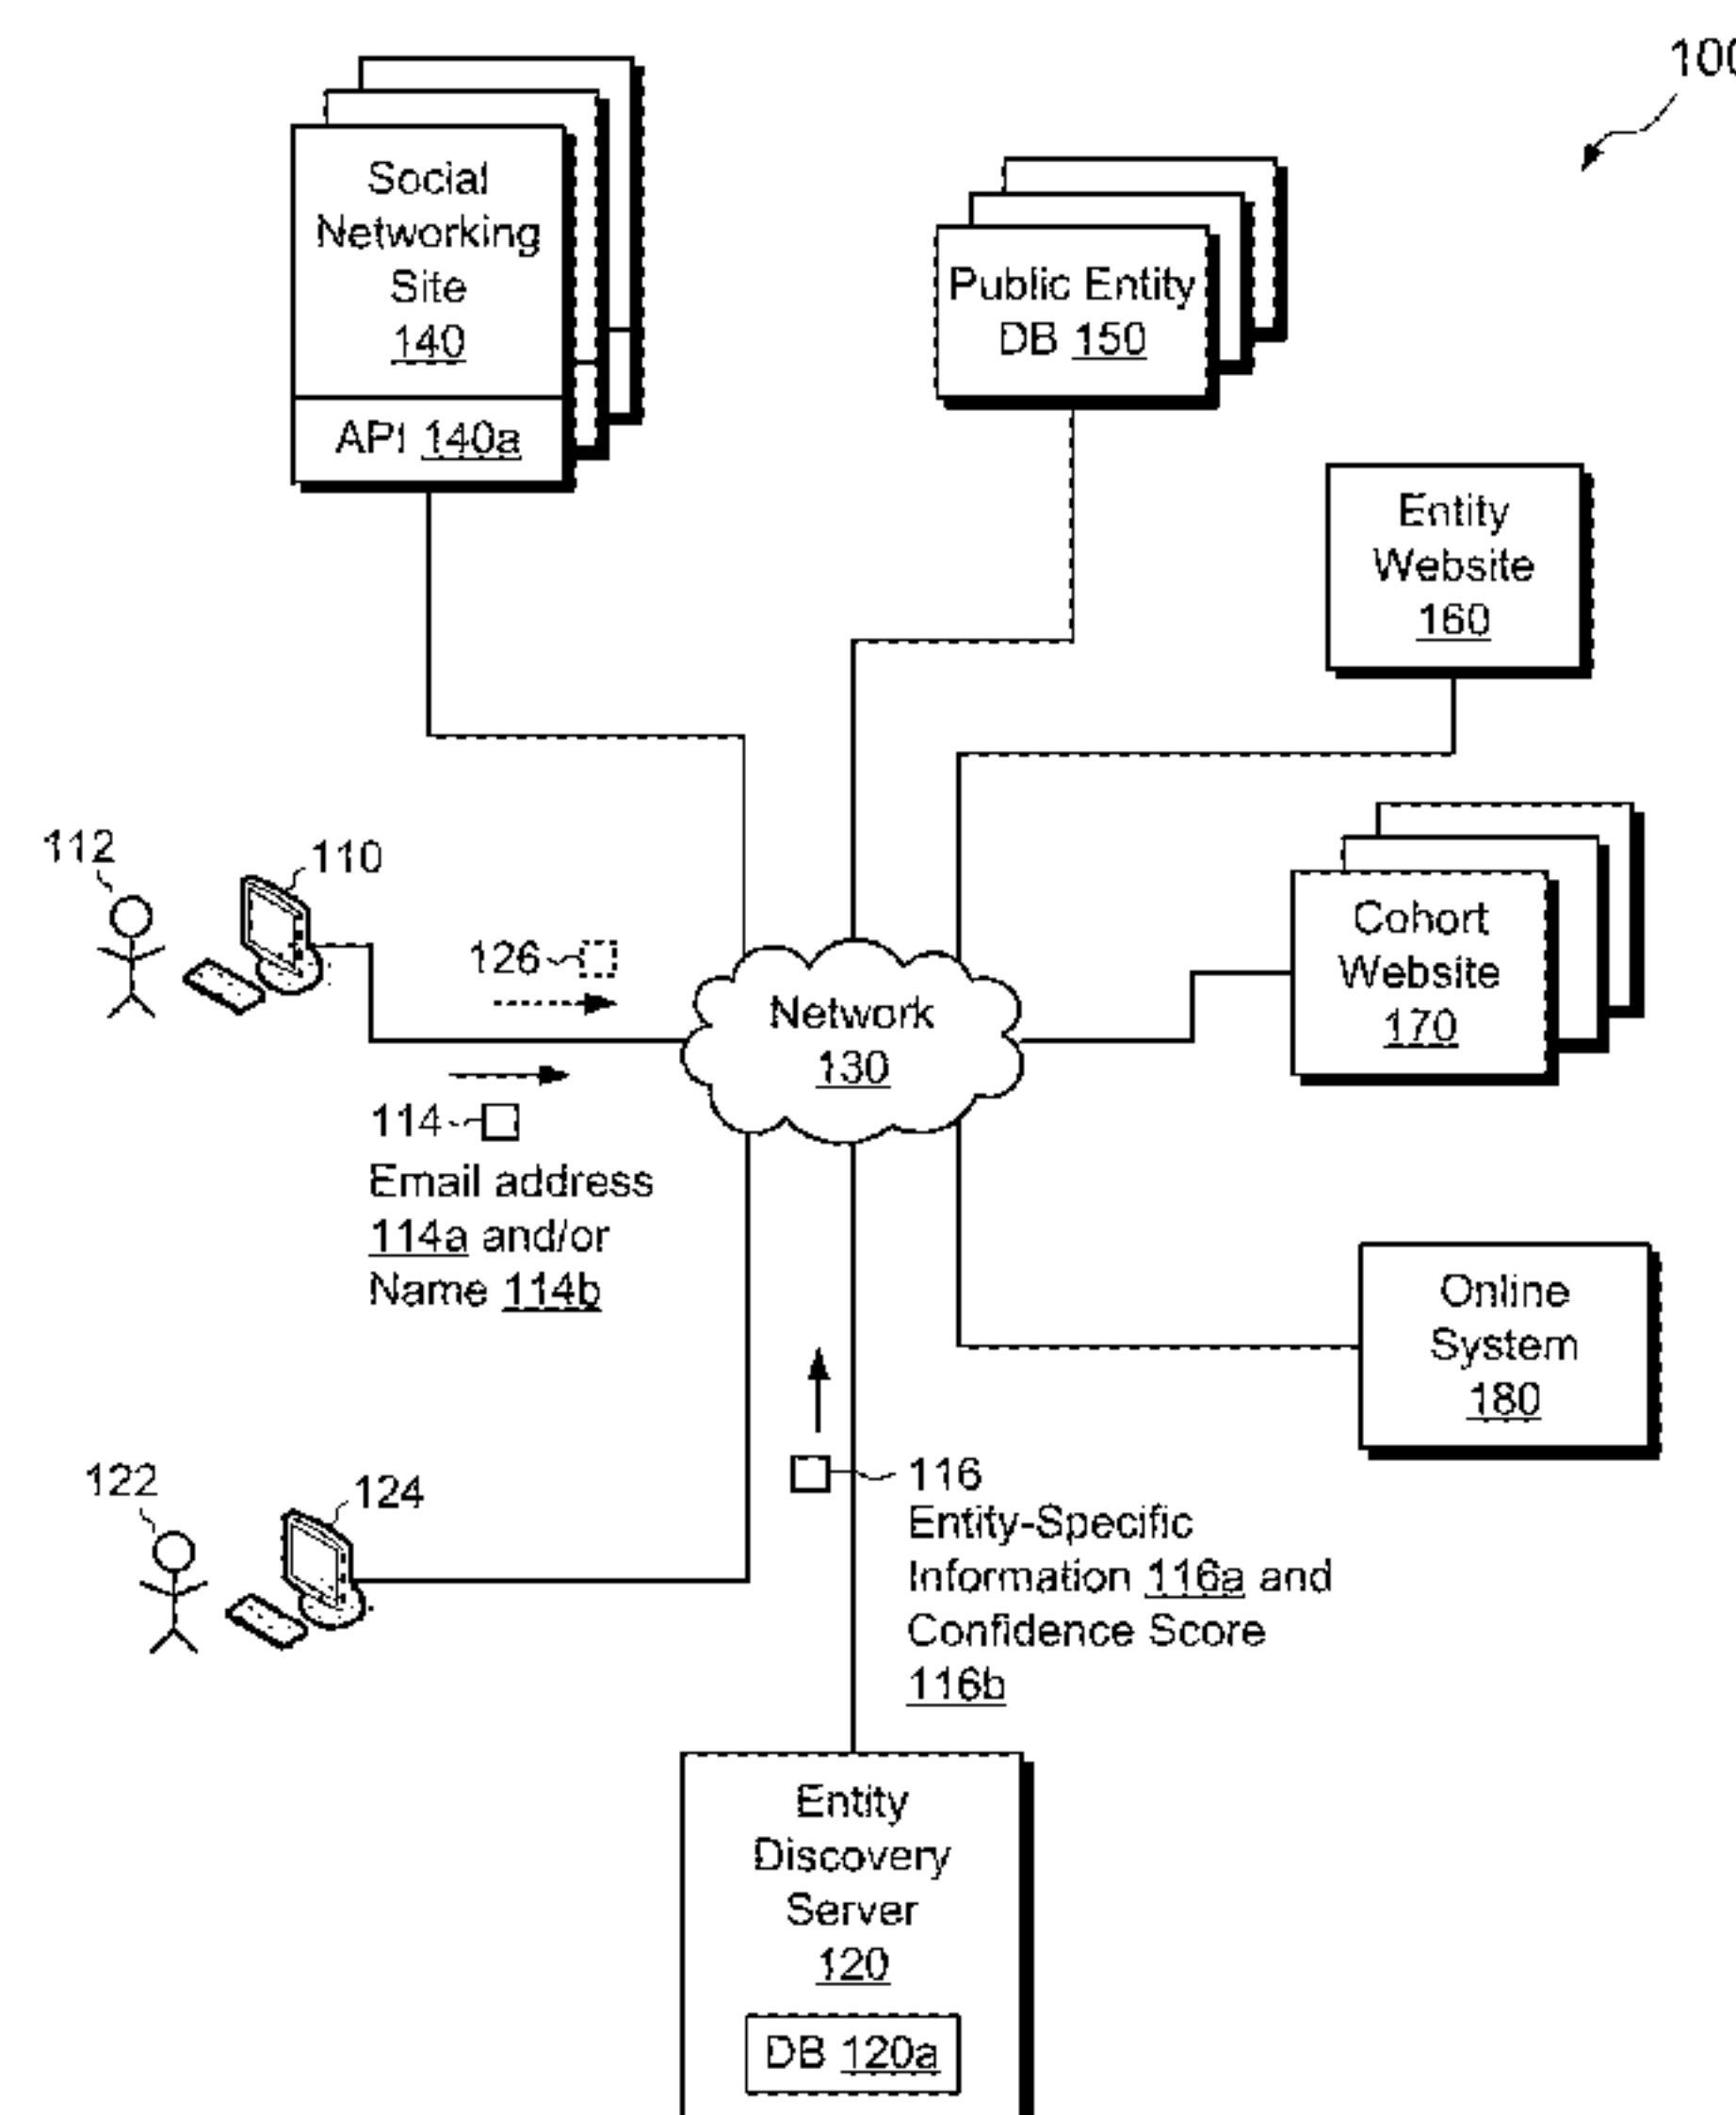 100
Social
Networking
Site
140
API 140a
Public Entity
DB 150
Entity
Website
160
112
110
126
Network
130
Cohort
Website
170
114
Email address
114a and/or
Name 114b
Online
System
180
122
124
116
Entity-Specific
Information 116a and
Confidence Score
116b
Entity
Discovery
Server
120
DB 120a